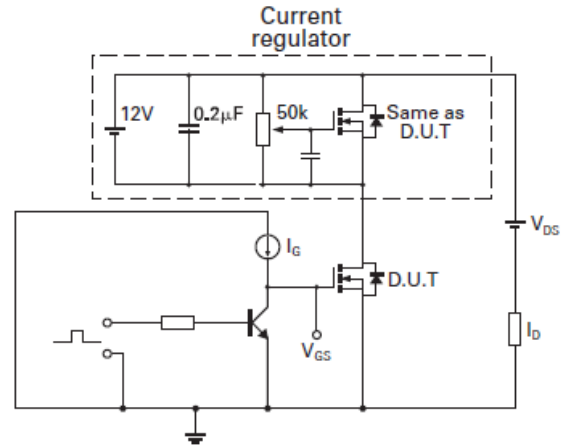 Current
regulator
12V
0.2µF
50k
Same as
D.U.T
I_G
V_DS
D.U.T
V_GS
I_D